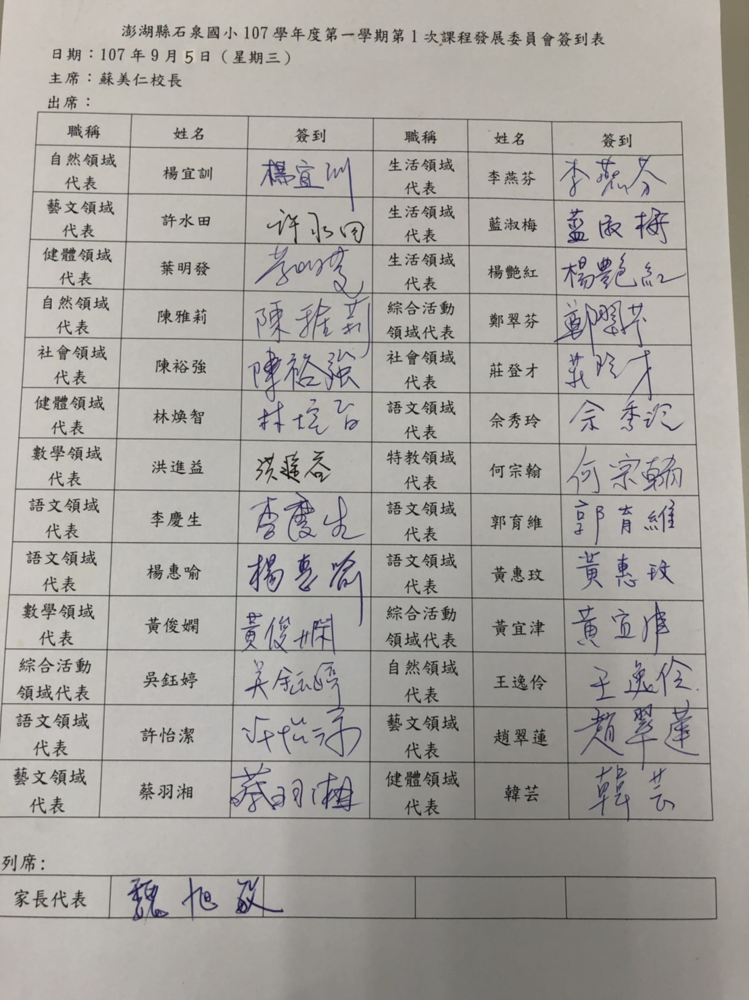 澎湖縣石泉國小107學年度第一學期第1次課程發展委員會簽到表
日期：107年9月5日（星期三）
主席：蘇美仁校長
出席：
職稱 姓名 簽到 職稱 姓名 簽到
自然領域代表 楊宜訓 楊宜訓 生活領域代表 李燕芬 李燕芬
藝文領域代表 許水田 許水田 生活領域代表 藍淑梅 藍淑梅
健體領域代表 葉明發 葉明發 生活領域代表 楊艷紅 楊艷紅
自然領域代表 陳雅莉 陳雅莉 綜合活動領域代表 鄭翠芬 鄭翠芬
社會領域代表 陳裕強 陳裕強 社會領域代表 莊登才 莊登才
健體領域代表 林煥智 林煥智 語文領域代表 佘秀玲 佘秀玲
數學領域代表 洪進益 洪進益 特教領域代表 何宗翰 何宗翰
語文領域代表 李慶生 李慶生 語文領域代表 郭育維 郭育維
語文領域代表 楊惠喻 楊惠喻 語文領域代表 黃惠玟 黃惠玟
數學領域代表 黃俊嫻 黃俊嫻 綜合活動領域代表 黃宜津 黃宜津
綜合活動領域代表 吳鈺婷 吳鈺婷 自然領域代表 王逸伶 王逸伶
語文領域代表 許怡潔 許怡潔 藝文領域代表 趙翠蓮 趙翠蓮
藝文領域代表 蔡羽湘 蔡羽湘 健體領域代表 韓芸 韓芸
列席：
家長代表 魏旭敏